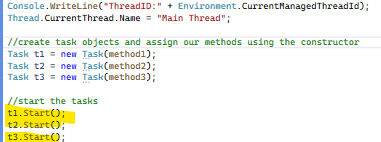 Console.WriteLine("ThreadID:" + Environment.CurrentManagedThreadId);
Thread.CurrentThread.Name = "Main Thread";
//create task objects and assign our methods using the constructor
Task t1 = new Task(method1);
Task t2 = new Task(method2);
Task t3 = new Task(method3);
//start the tasks
t1.Start();
t2.Start();
t3.Start();